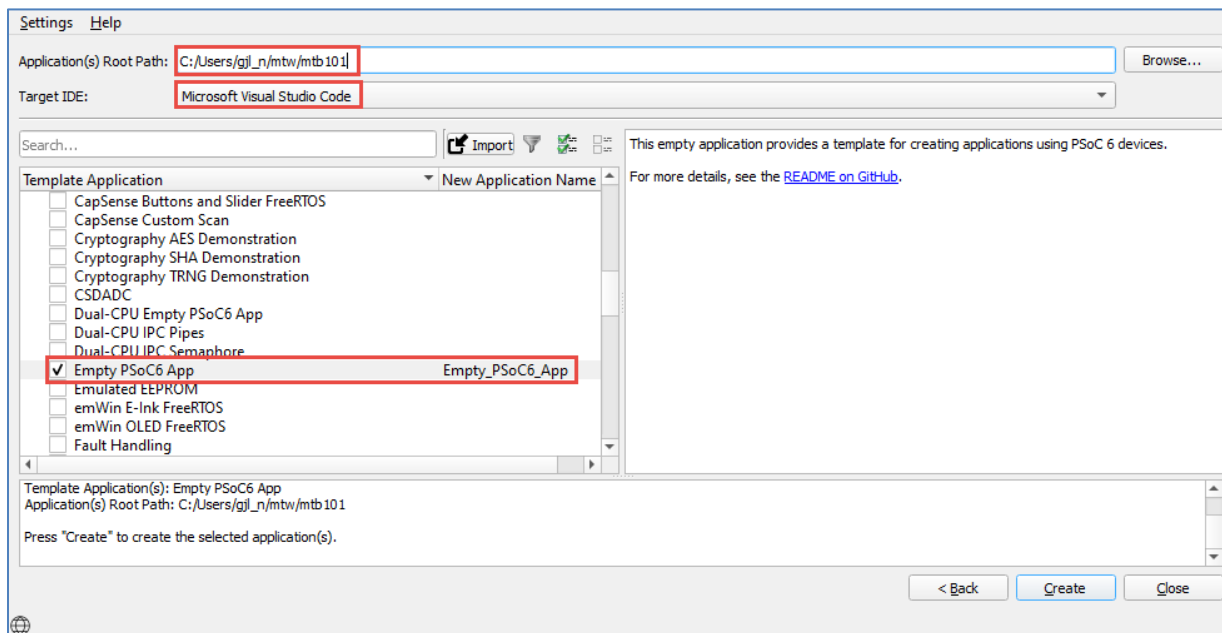 Settings Help
Application(s) Root Path: C:/Users/gjl_n/mtw/mtb101 Browse...
Target IDE: Microsoft Visual Studio Code
Search... Import
Template Application New Application Name
CapSense Buttons and Slider FreeRTOS
CapSense Custom Scan
Cryptography AES Demonstration
Cryptography SHA Demonstration
Cryptography TRNG Demonstration
CSDADC
Dual-CPU Empty PSoC6 App
Dual-CPU IPC Pipes
Dual-CPU IPC Semaphore
Empty PSoC6 App Empty_PSoC6_App
Emulated EEPROM
emWin E-Ink FreeRTOS
emWin OLED FreeRTOS
Fault Handling
This empty application provides a template for creating applications using PSoC 6 devices.
For more details, see the README on GitHub.
Template Application(s): Empty PSoC6 App
Application(s) Root Path: C:/Users/gjl_n/mtw/mtb101
Press "Create" to create the selected application(s).
< Back Create Close